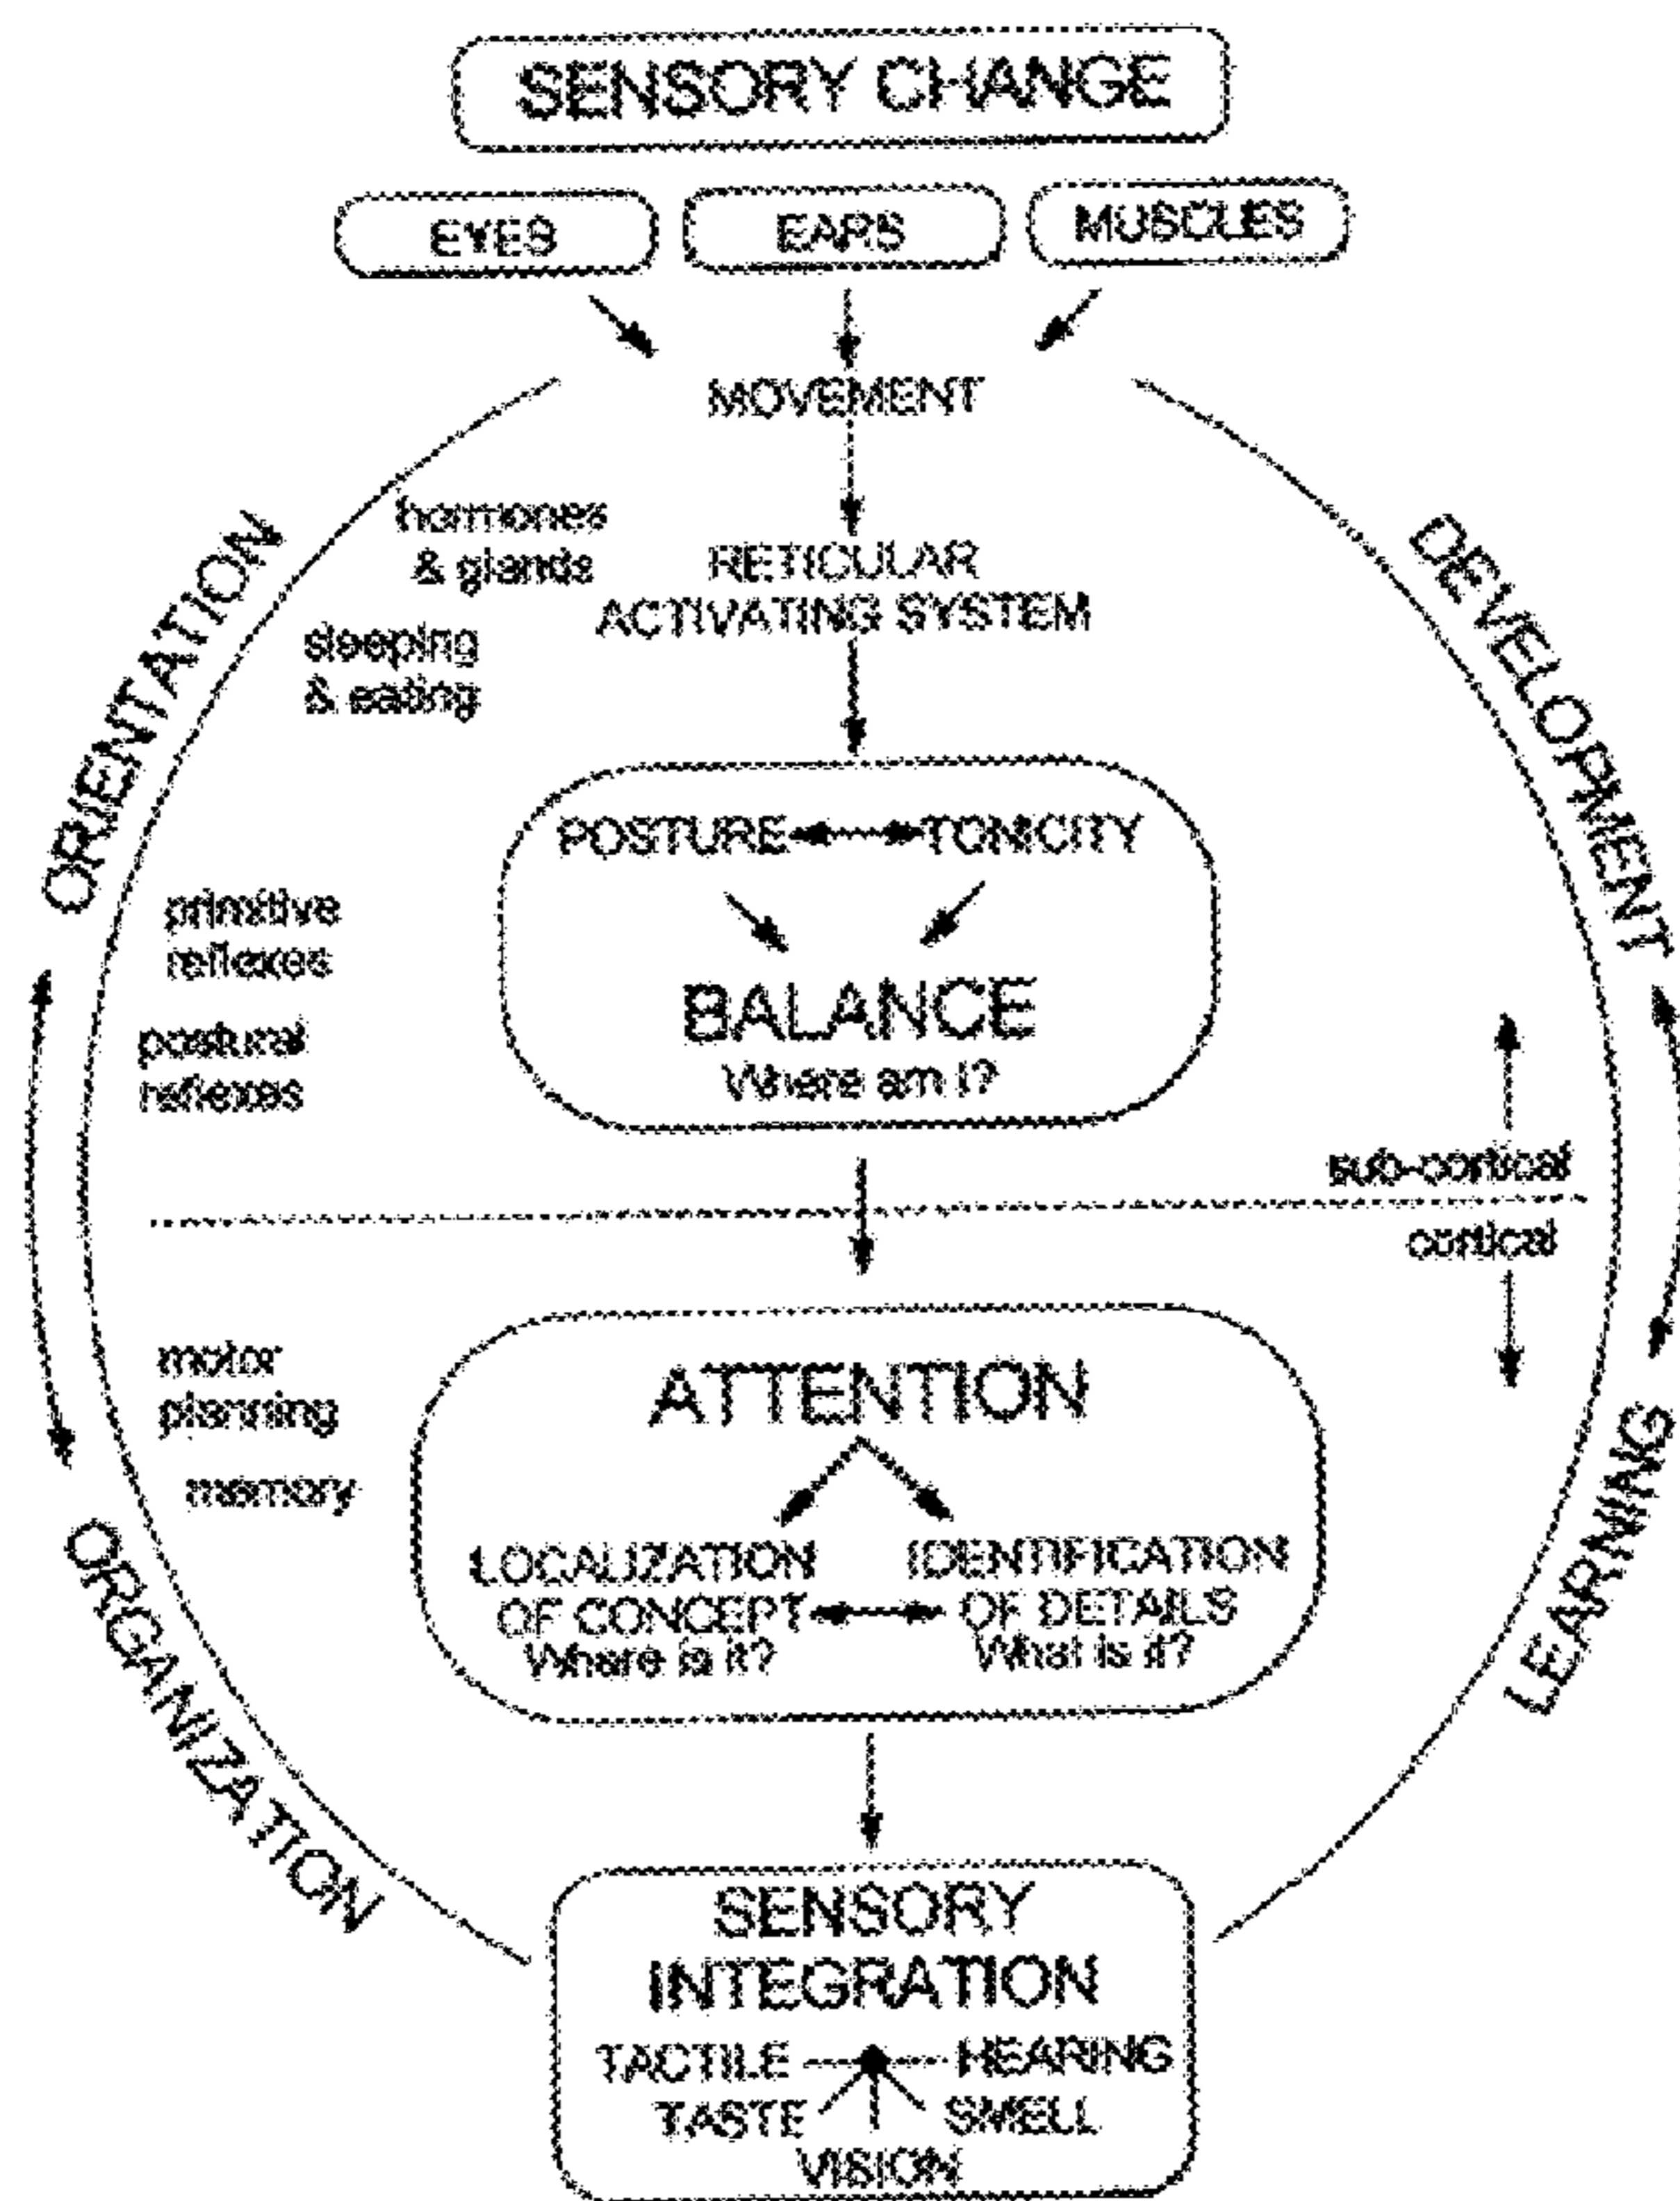 SENSORY CHANGE
EYES
EARS
MUSCLES
MOVEMENT
hormones
& glands
RETICULAR
ACTIVATING SYSTEM
sleeping
& eating
ORIENTATION
DEVELOPMENT
POSTURE
TONICITY
primitive
reflexes
BALANCE
postural
reflexes
Where am I?
sub-cortical
cortical
motor
planning
ATTENTION
memory
LOCALIZATION
OF CONCEPT
Where is it?
IDENTIFICATION
OF DETAILS
What is it?
ORGANIZATION
LEARNING
SENSORY
INTEGRATION
TACTILE
HEARING
TASTE
SMELL
VISION